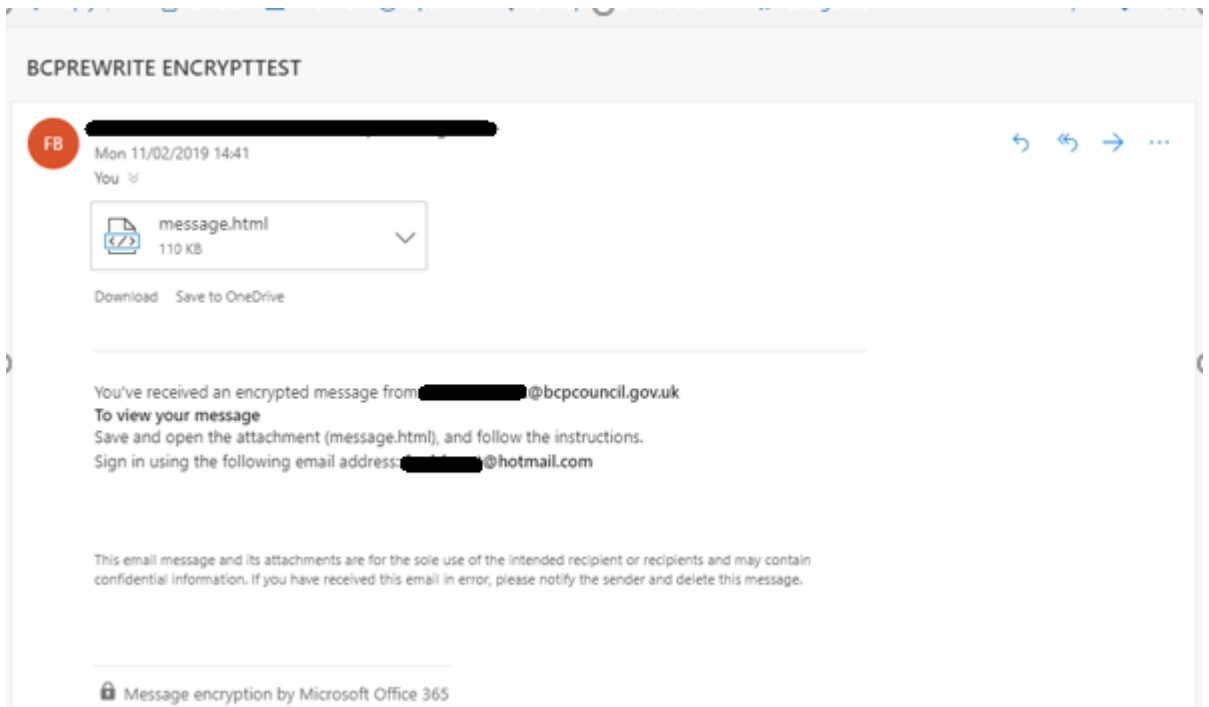 BCPREWRITE ENCRYPTTEST
FB
Mon 11/02/2019 14:41
You
message.html
110 KB
Download Save to OneDrive
You've received an encrypted message from @bcpcouncil.gov.uk
To view your message
Save and open the attachment (message.html), and follow the instructions.
Sign in using the following email address: @hotmail.com
This email message and its attachments are for the sole use of the intended recipient or recipients and may contain
confidential information. If you have received this email in error, please notify the sender and delete this message.
Message encryption by Microsoft Office 365